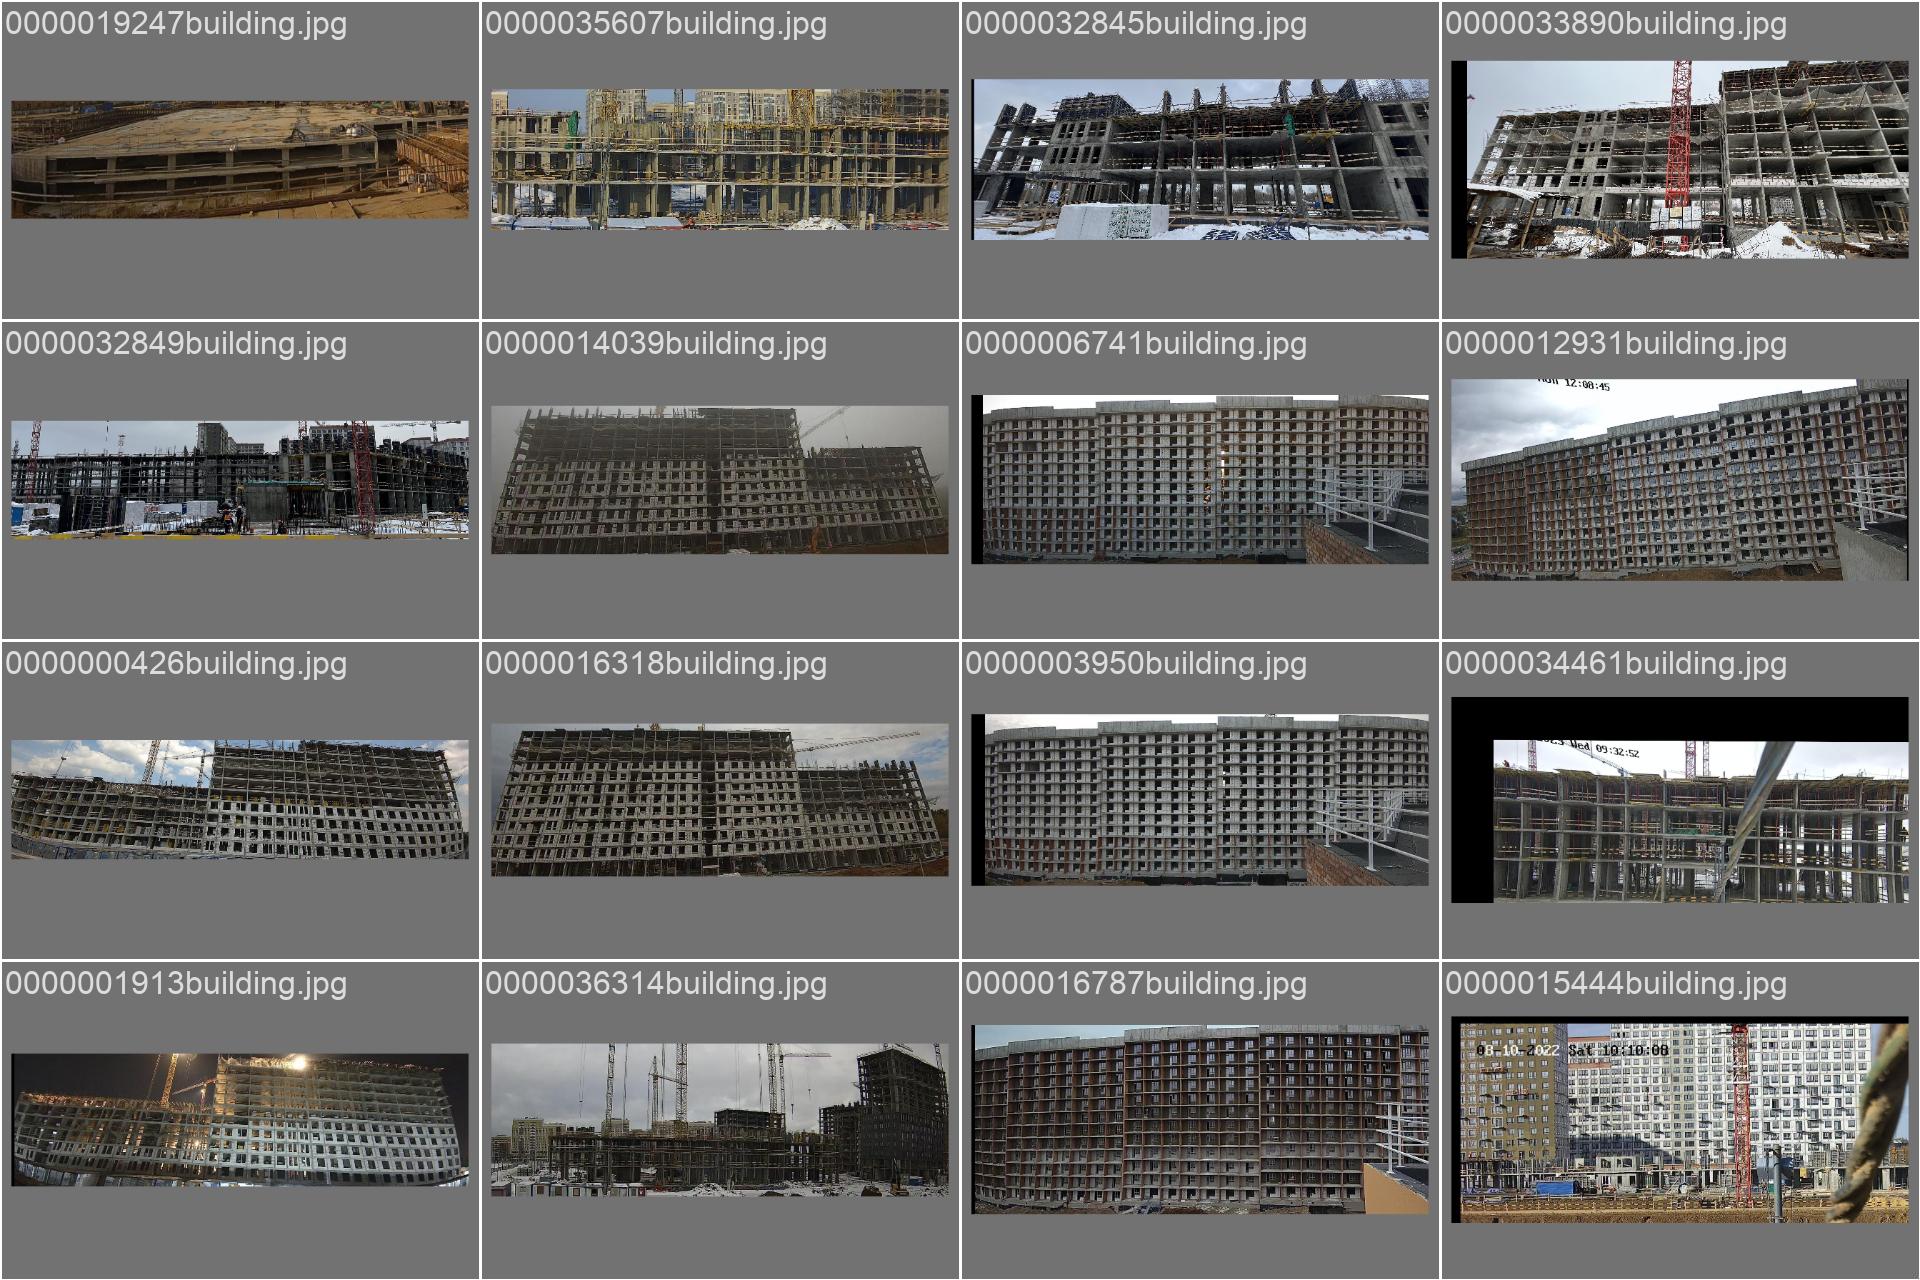 0000019247building.jpg
0000035607building.jpg
0000032845building.jpg
0000033890building.jpg
0000032849building.jpg
0000014039building.jpg
0000006741building.jpg
0000012931building.jpg
12:08:45
0000000426building.jpg
0000016318building.jpg
0000003950building.jpg
0000034461building.jpg
Wed 09:32:52
0000001913building.jpg
0000036314building.jpg
0000016787building.jpg
0000015444building.jpg
08-10-2022 Sat 10:10:08